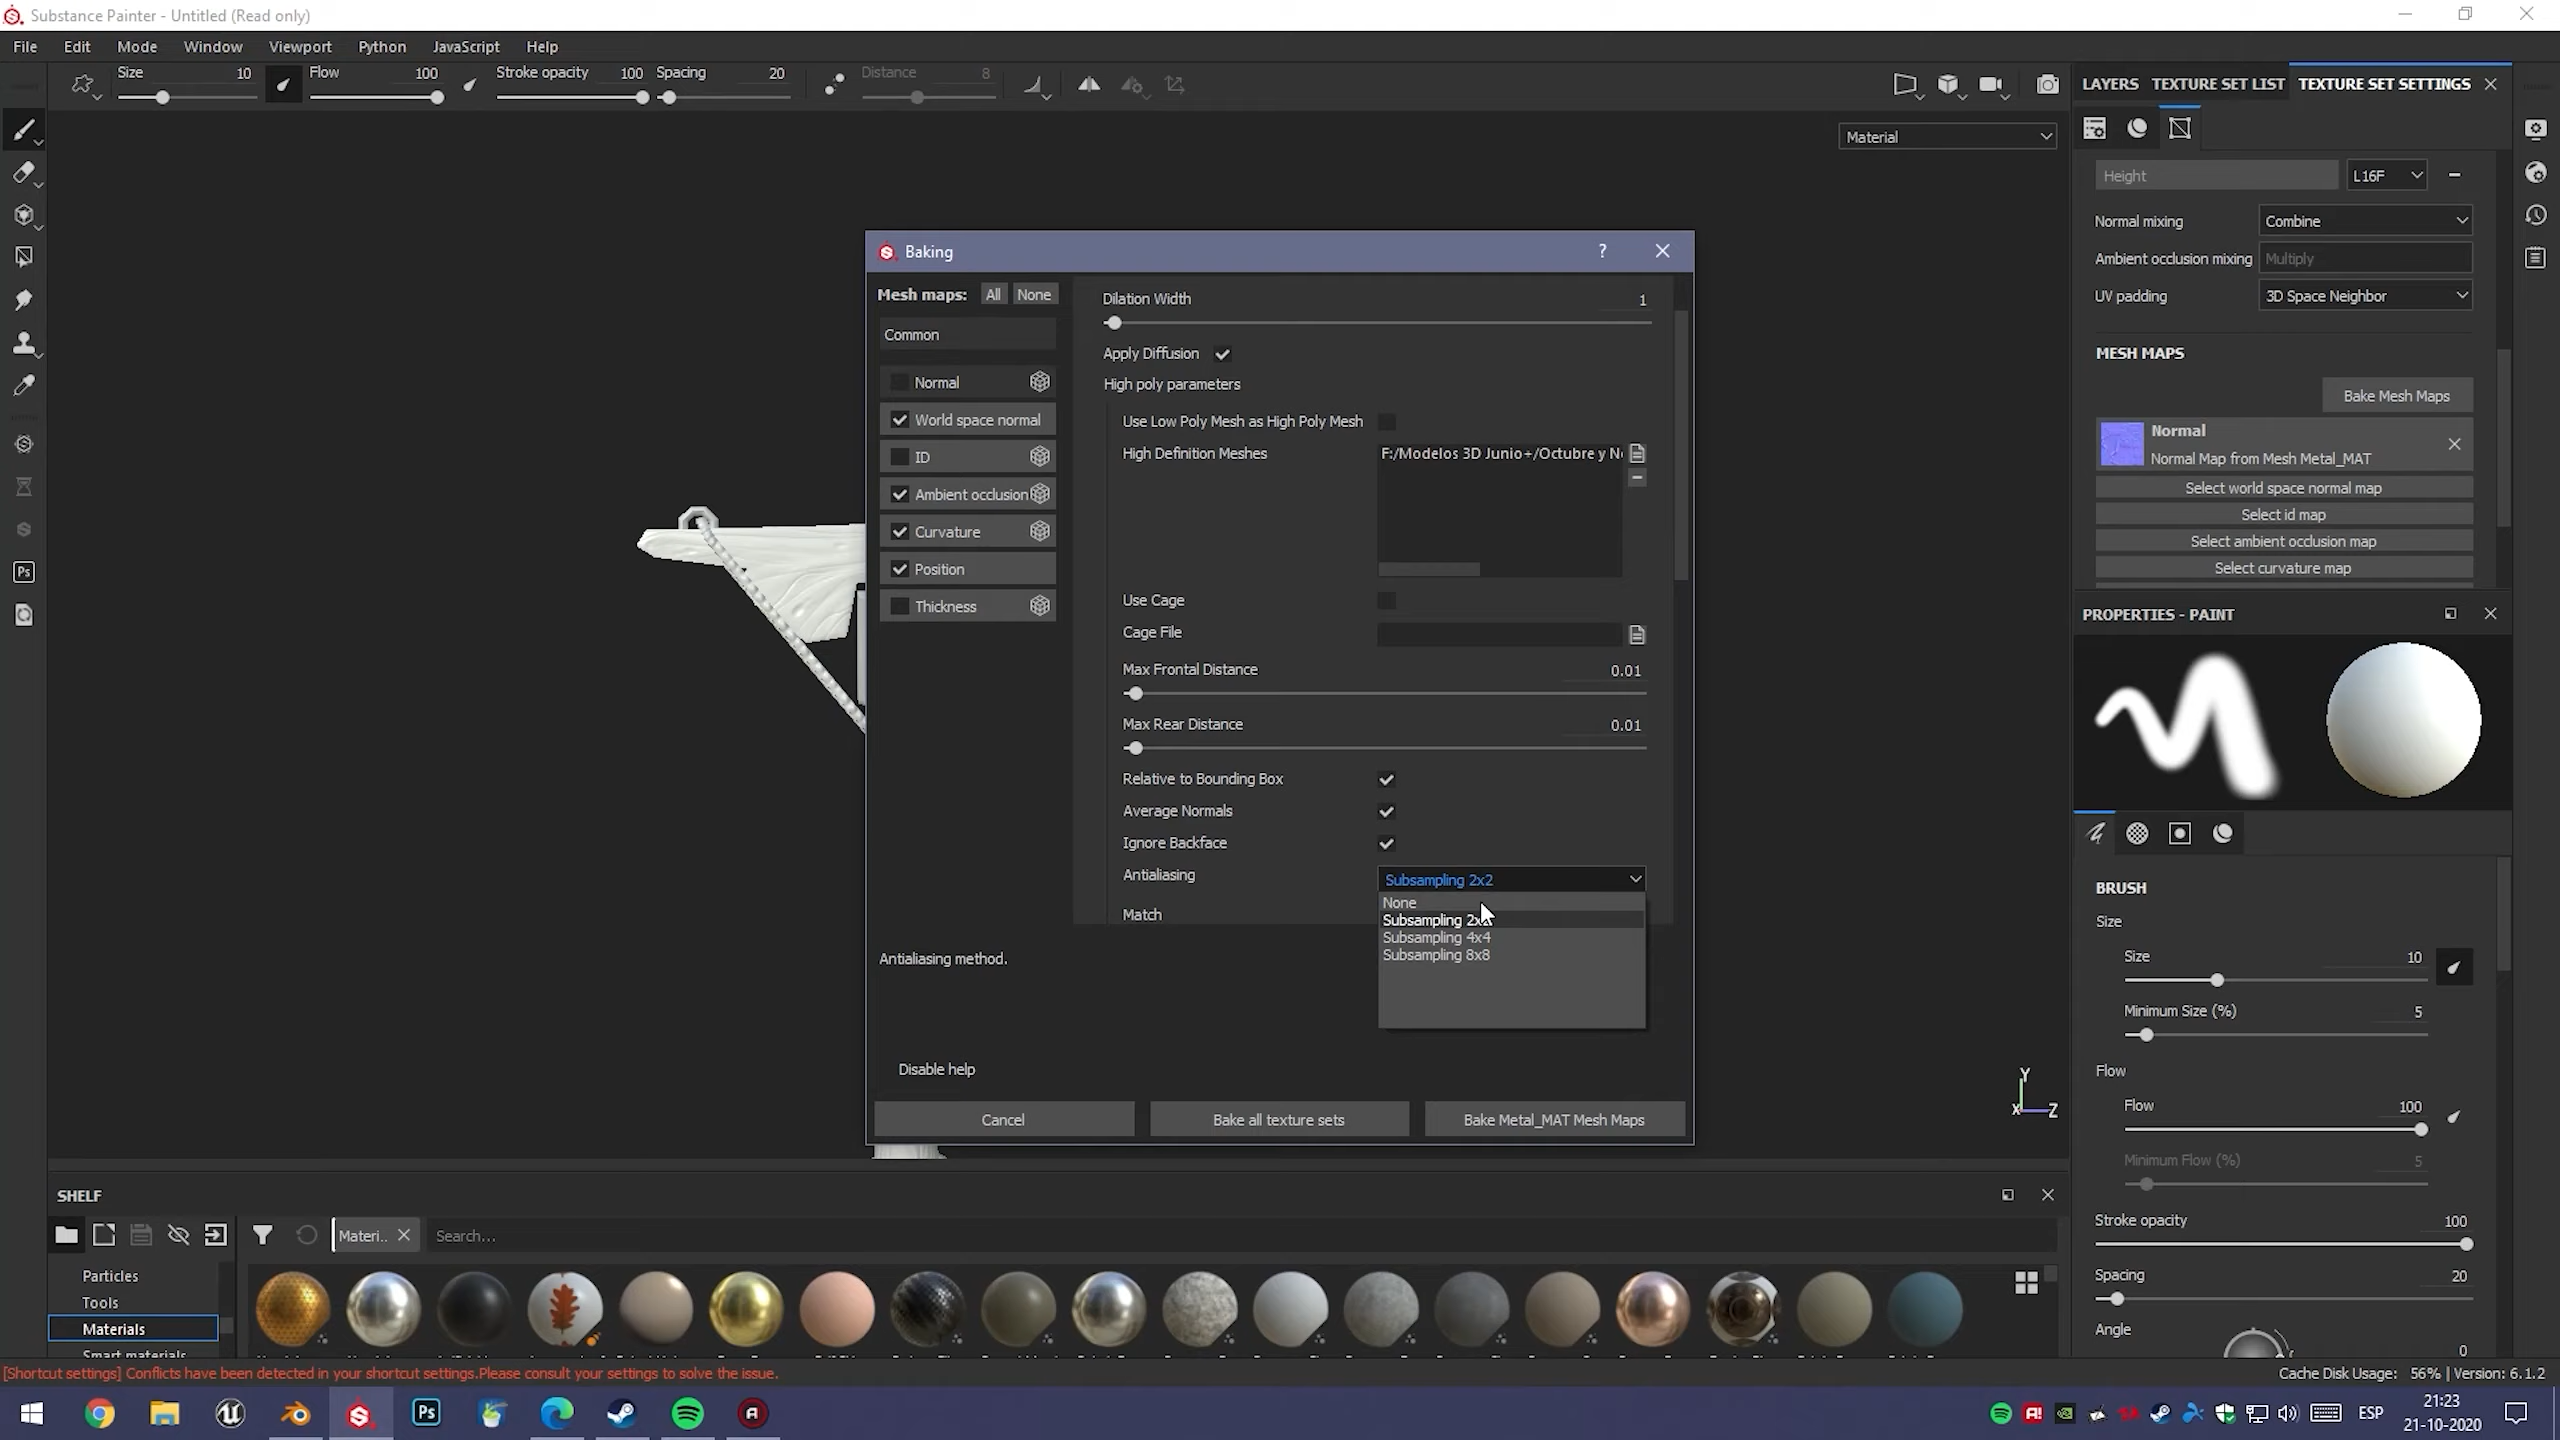 Substance Painter - Untitled (Read only)
File Edit Mode Window Viewport Python JavaScript Help
Size 10 Flow 100 Stroke opacity 100 Spacing 20 Distance 8
LAYERS TEXTURE SET LIST TEXTURE SET SETTINGS
Material
Height L16F
Normal mixing Combine
Ambient occlusion mixing Multiply
UV padding 3D Space Neighbor
MESH MAPS
Bake Mesh Maps
Normal
Normal Map from Mesh Metal_MAT
Select world space normal map
Select id map
Select ambient occlusion map
Select curvature map
Baking ?
Mesh maps: All None
Common
Normal
World space normal
ID
Ambient occlusion
Curvature
Position
Thickness
Dilation Width 1
Apply Diffusion
High poly parameters
Use Low Poly Mesh as High Poly Mesh
High Definition Meshes F:/Modelos 3D Junio+/Octubre y
Use Cage
Cage File
Max Frontal Distance 0.01
Max Rear Distance 0.01
Relative to Bounding Box
Average Normals
Ignore Backface
Antialiasing Subsampling 2x2
None
Subsampling
Subsampling 4x4
Subsampling 8x8
Match
Antialiasing method.
Disable help
Cancel Bake all texture sets Bake Metal_MAT Mesh Maps
Y
X Z
PROPERTIES - PAINT
BRUSH
Size
Size 10
Minimum Size (%) 5
Flow
Flow 100
Minimum Flow (%) 5
Stroke opacity 100
Spacing 20
Angle
0
SHELF
Materi.. Search...
Particles
Tools
Materials
Smart materials
[Shortcut settings] Conflicts have been detected in your shortcut settings.Please consult your settings to solve the issue.
Cache Disk Usage: 56% | Version: 6.1.2
Ps
ESP
21:23
21-10-2020